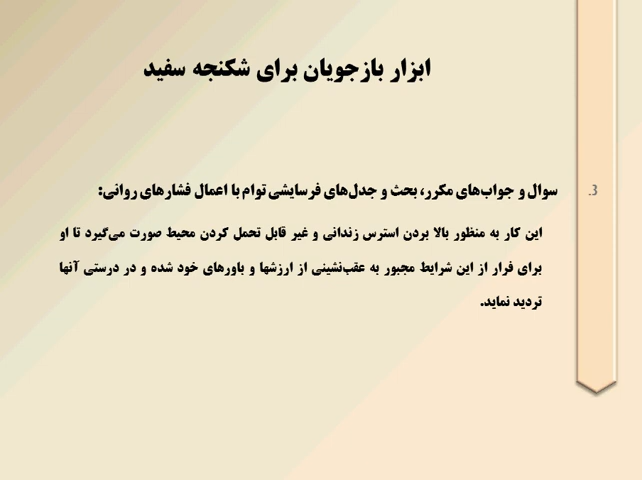 ابزار بازجویان برای شکنجه سفید
3. سوال و جواب‌های مکرر، بحث و جدل‌های فرسایشی توام با اعمال فشارهای روانی:
این کار به منظور بالا بردن استرس زندانی و غیر قابل تحمل کردن محیط صورت می‌گیرد تا او
برای فرار از این شرایط مجبور به عقب‌نشینی از ارزشها و باورهای خود شده و در درستی آنها
تردید نماید.